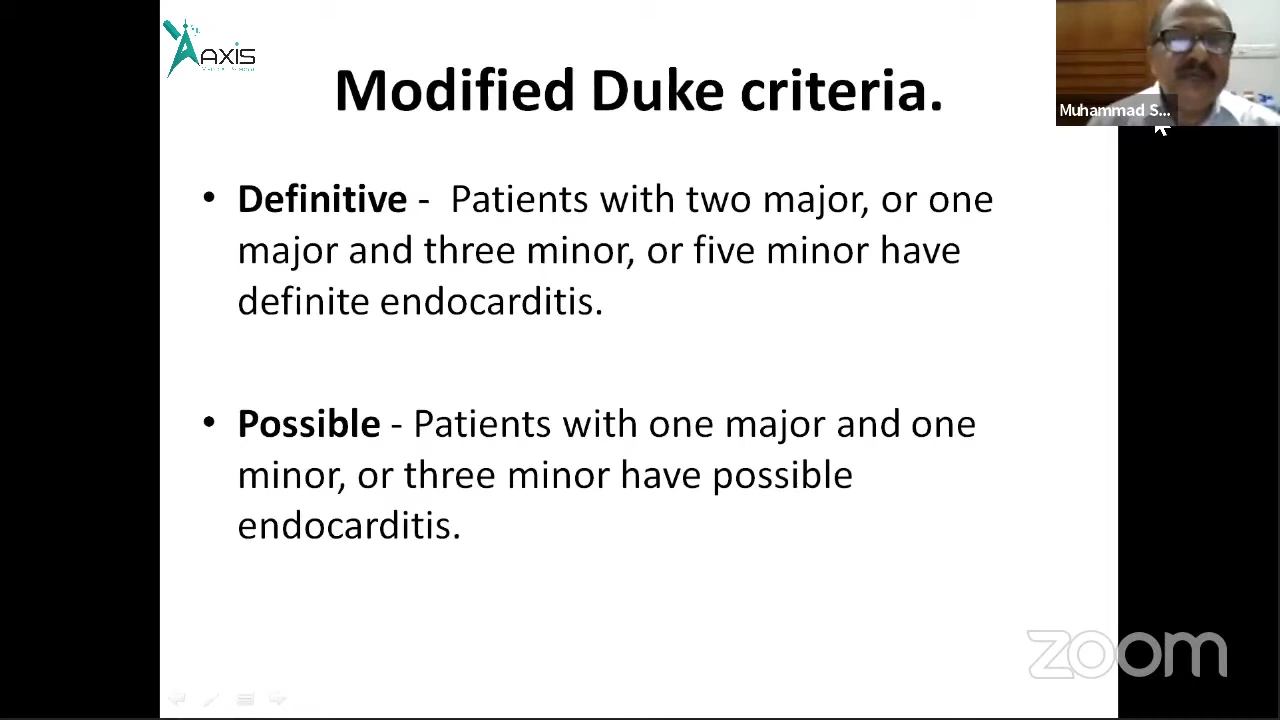 AXIS
Modified Duke criteria.
Muhammad S...
• Definitive - Patients with two major, or one
major and three minor, or five minor have
definite endocarditis.
• Possible - Patients with one major and one
minor, or three minor have possible
endocarditis.
zoom